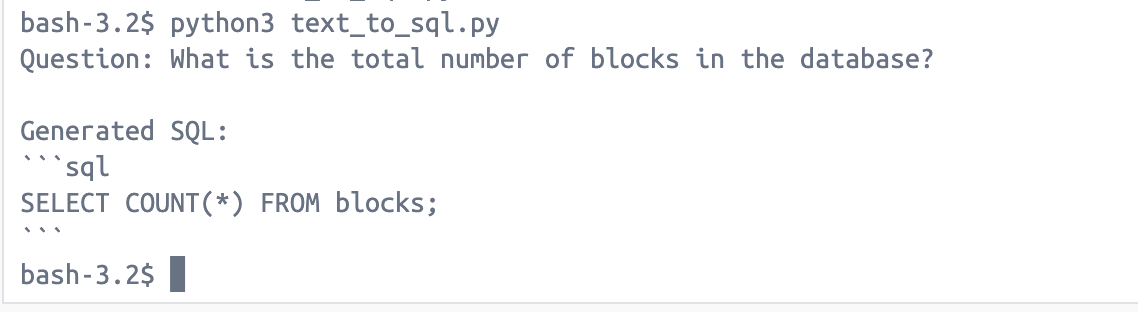 bash-3.2$ python3 text_to_sql.py
Question: What is the total number of blocks in the database?
Generated SQL:
```sql
SELECT COUNT(*) FROM blocks;
```
bash-3.2$